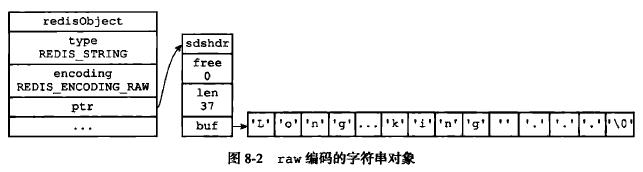 redisObject
type
REDIS_STRING
encoding
REDIS_ENCODING_RAW
ptr
...
sdshdr
free
0
len
37
buf
'L' 'o' 'n' 'g' ... 'k' 'i' 'n' 'g' ' ' '.' '.' '.' '\0'
图 8-2 raw 编码的字符串对象